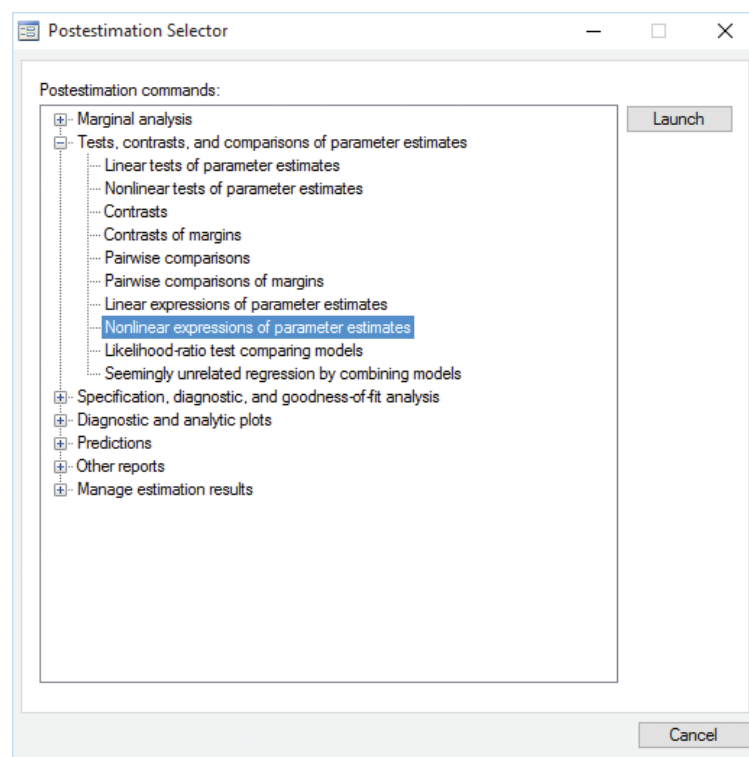 Postestimation Selector
Postestimation commands:
Marginal analysis
Launch
Tests, contrasts, and comparisons of parameter estimates
Linear tests of parameter estimates
Nonlinear tests of parameter estimates
Contrasts
Contrasts of margins
Pairwise comparisons
Pairwise comparisons of margins
Linear expressions of parameter estimates
Nonlinear expressions of parameter estimates
Likelihood-ratio test comparing models
Seemingly unrelated regression by combining models
Specification, diagnostic, and goodness-of-fit analysis
Diagnostic and analytic plots
Predictions
Other reports
Manage estimation results
Cancel